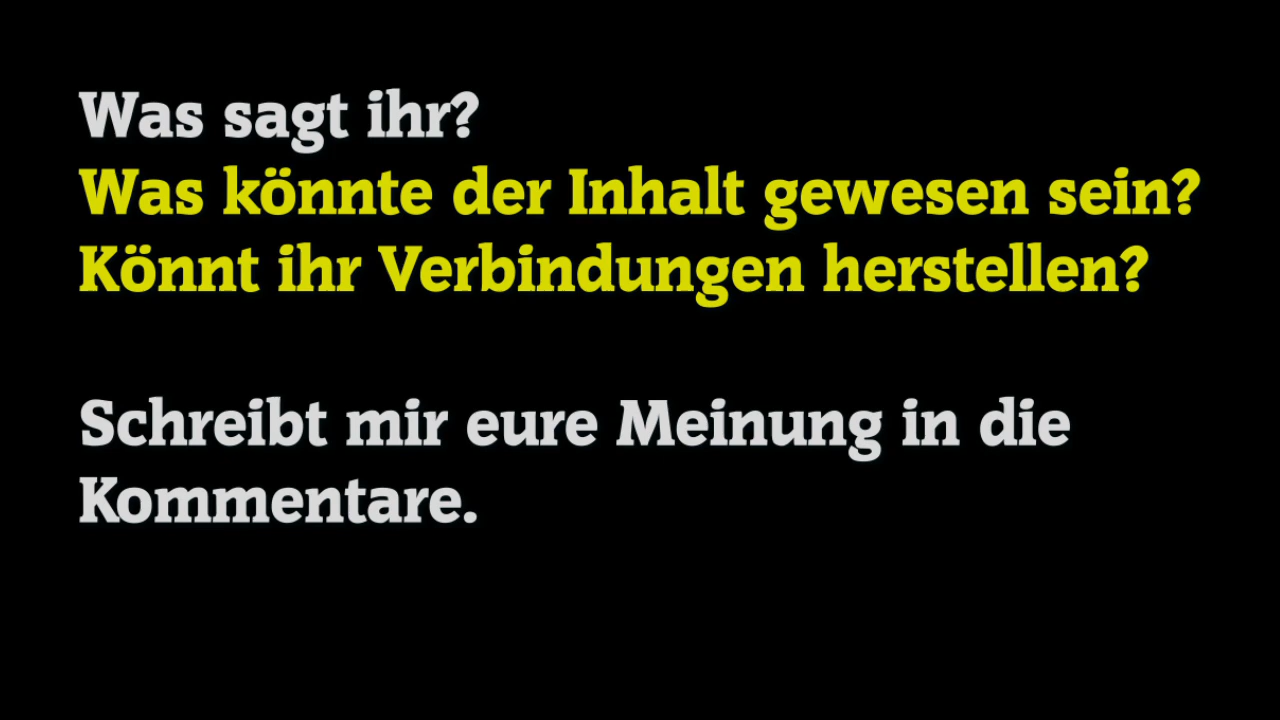 Was sagt ihr?
Was könnte der Inhalt gewesen sein?
Könnt ihr Verbindungen herstellen?
Schreibt mir eure Meinung in die
Kommentare.